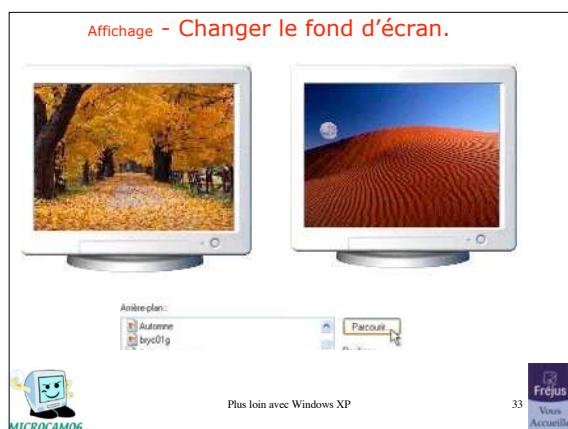 Affichage - Changer le fond d'écran.
Arrière-plan :
Automne
bryc01g
Parcourir...
Plus loin avec Windows XP
33
MICROCAM06
Fréjus
Vous
Accueille